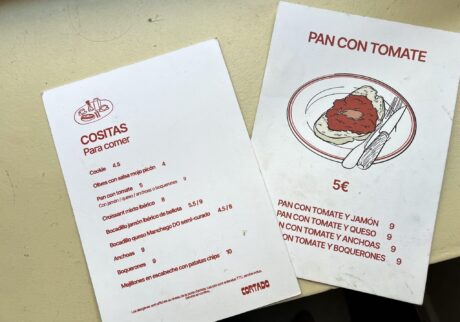 COSITAS
Para comer
Cookie 4.5
Olives con salsa mojo picón 4
Pan con tomate 5
Con jamón / queso / anchoas o boquerones 9
Croissant mixto Ibérico 8
Bocadillo jamón Ibérico de bellota 5.5 / 9
Bocadillo queso Manchego DO semi-curado 4.5 / 8
Anchoas 9
Boquerones 9
Mejillones en escabeche con patatas chips 10
CONTADO
PAN CON TOMATE
5€
PAN CON TOMATE Y JAMÓN 9
PAN CON TOMATE Y QUESO 9
PAN CON TOMATE Y ANCHOAS 9
CON TOMATE Y BOQUERONES 9